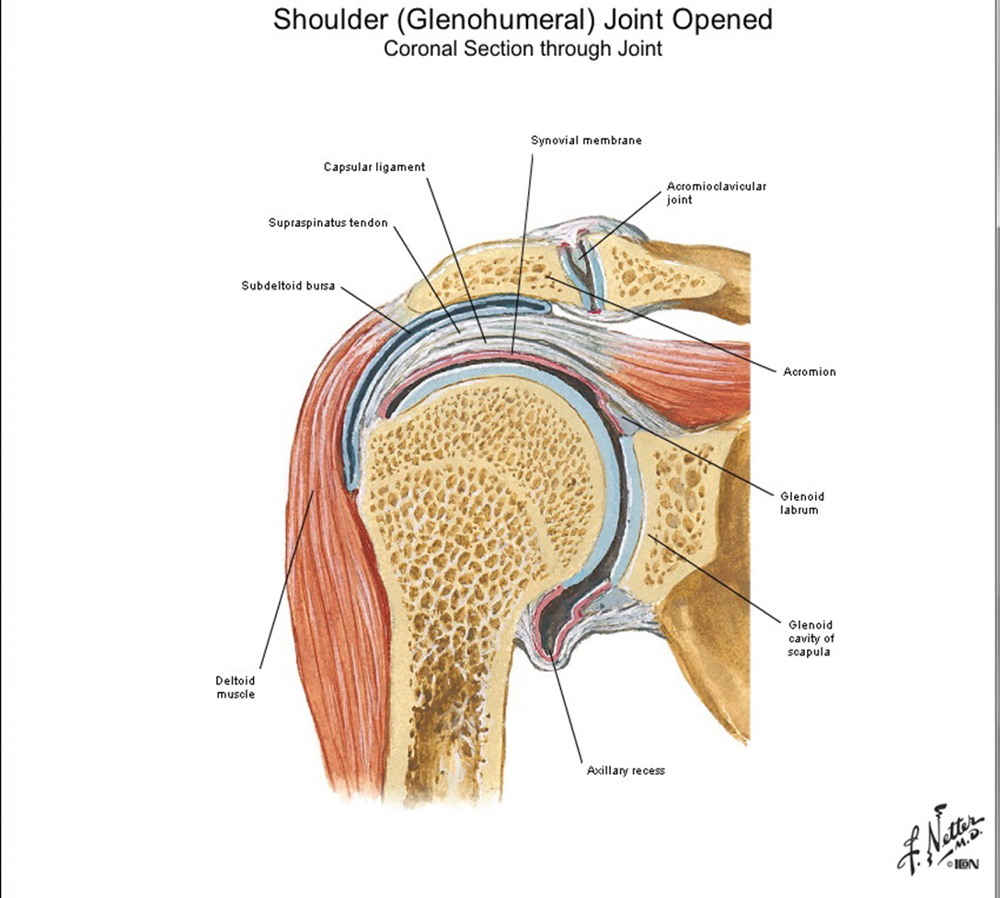 Shoulder (Glenohumeral) Joint Opened
Coronal Section through Joint
Synovial membrane
Capsular ligament
Acromioclavicular
joint
Supraspinatus tendon
Subdeltoid bursa
Acromion
Glenoid
labrum
Glenoid
cavity of
scapula
Deltoid
muscle
Axillary recess
F. Netter
M.D.
© ICON